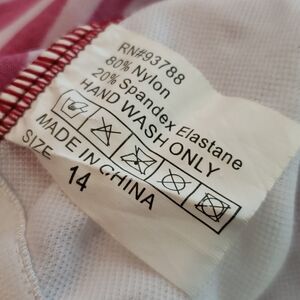 RN#93788
80% Nylon
20% Spandex Elastane
HAND WASH ONLY
MADE IN CHINA
SIZE
14